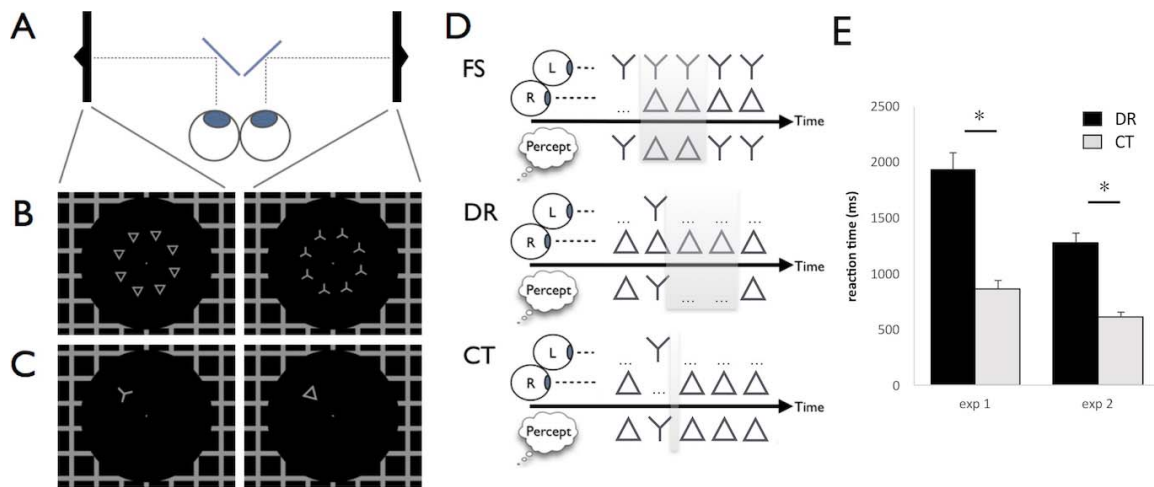 A
B
C
D
FS
L
R
...
Time
Percept
DR
L
R
... ... ... ...
Time
Percept
... ...
CT
L
R
... ... ... ...
...
Time
Percept
E
2500
2000
1500
1000
500
0
reaction time (ms)
* *
DR
CT
exp 1 exp 2